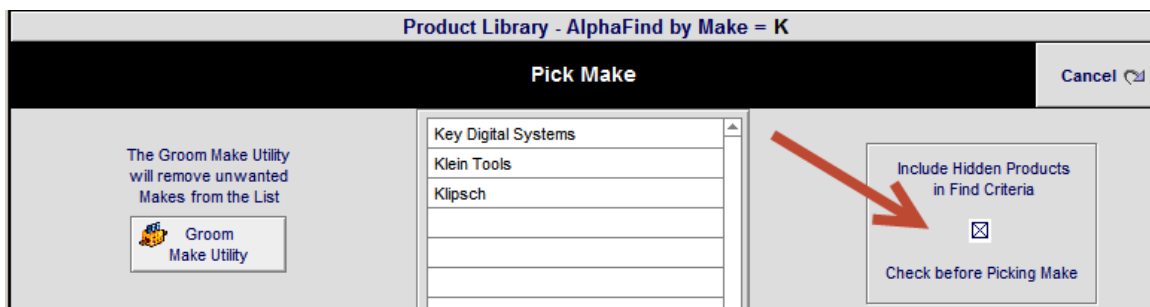 Product Library - AlphaFind by Make = K
Pick Make
Cancel
The Groom Make Utility
will remove unwanted
Makes from the List
Groom
Make Utility
Key Digital Systems
Klein Tools
Klipsch
Include Hidden Products
in Find Criteria
Check before Picking Make